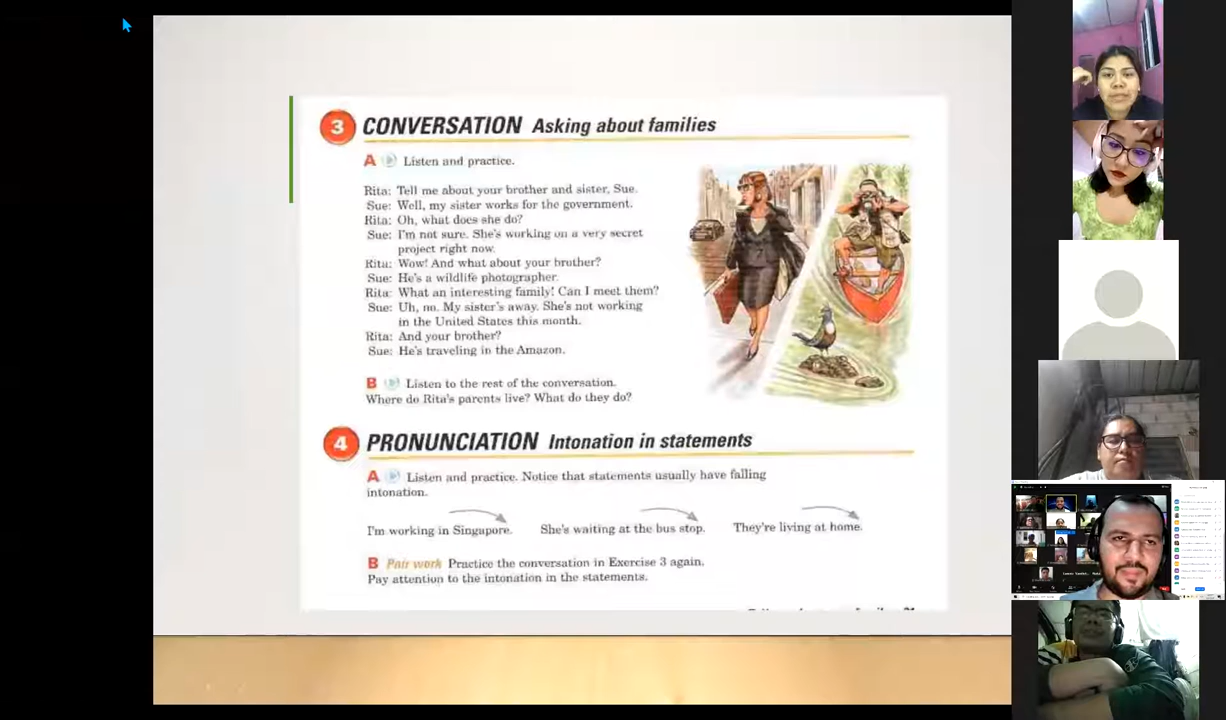 3 CONVERSATION Asking about families
A Listen and practice.
Rita: Tell me about your brother and sister, Sue.
Sue: Well, my sister works for the government.
Rita: Oh, what does she do?
Sue: I'm not sure. She's working on a very secret
project right now.
Rita: Wow! And what about your brother?
Sue: He's a wildlife photographer.
Rita: What an interesting family! Can I meet them?
Sue: Uh, no. My sister's away. She's not working
in the United States this month.
Rita: And your brother?
Sue: He's traveling in the Amazon.
B Listen to the rest of the conversation.
Where do Rita's parents live? What do they do?
4 PRONUNCIATION Intonation in statements
A Listen and practice. Notice that statements usually have falling
intonation.
I'm working in Singapore. She's waiting at the bus stop. They're living at home.
B Pair work Practice the conversation in Exercise 3 again.
Pay attention to the intonation in the statements.